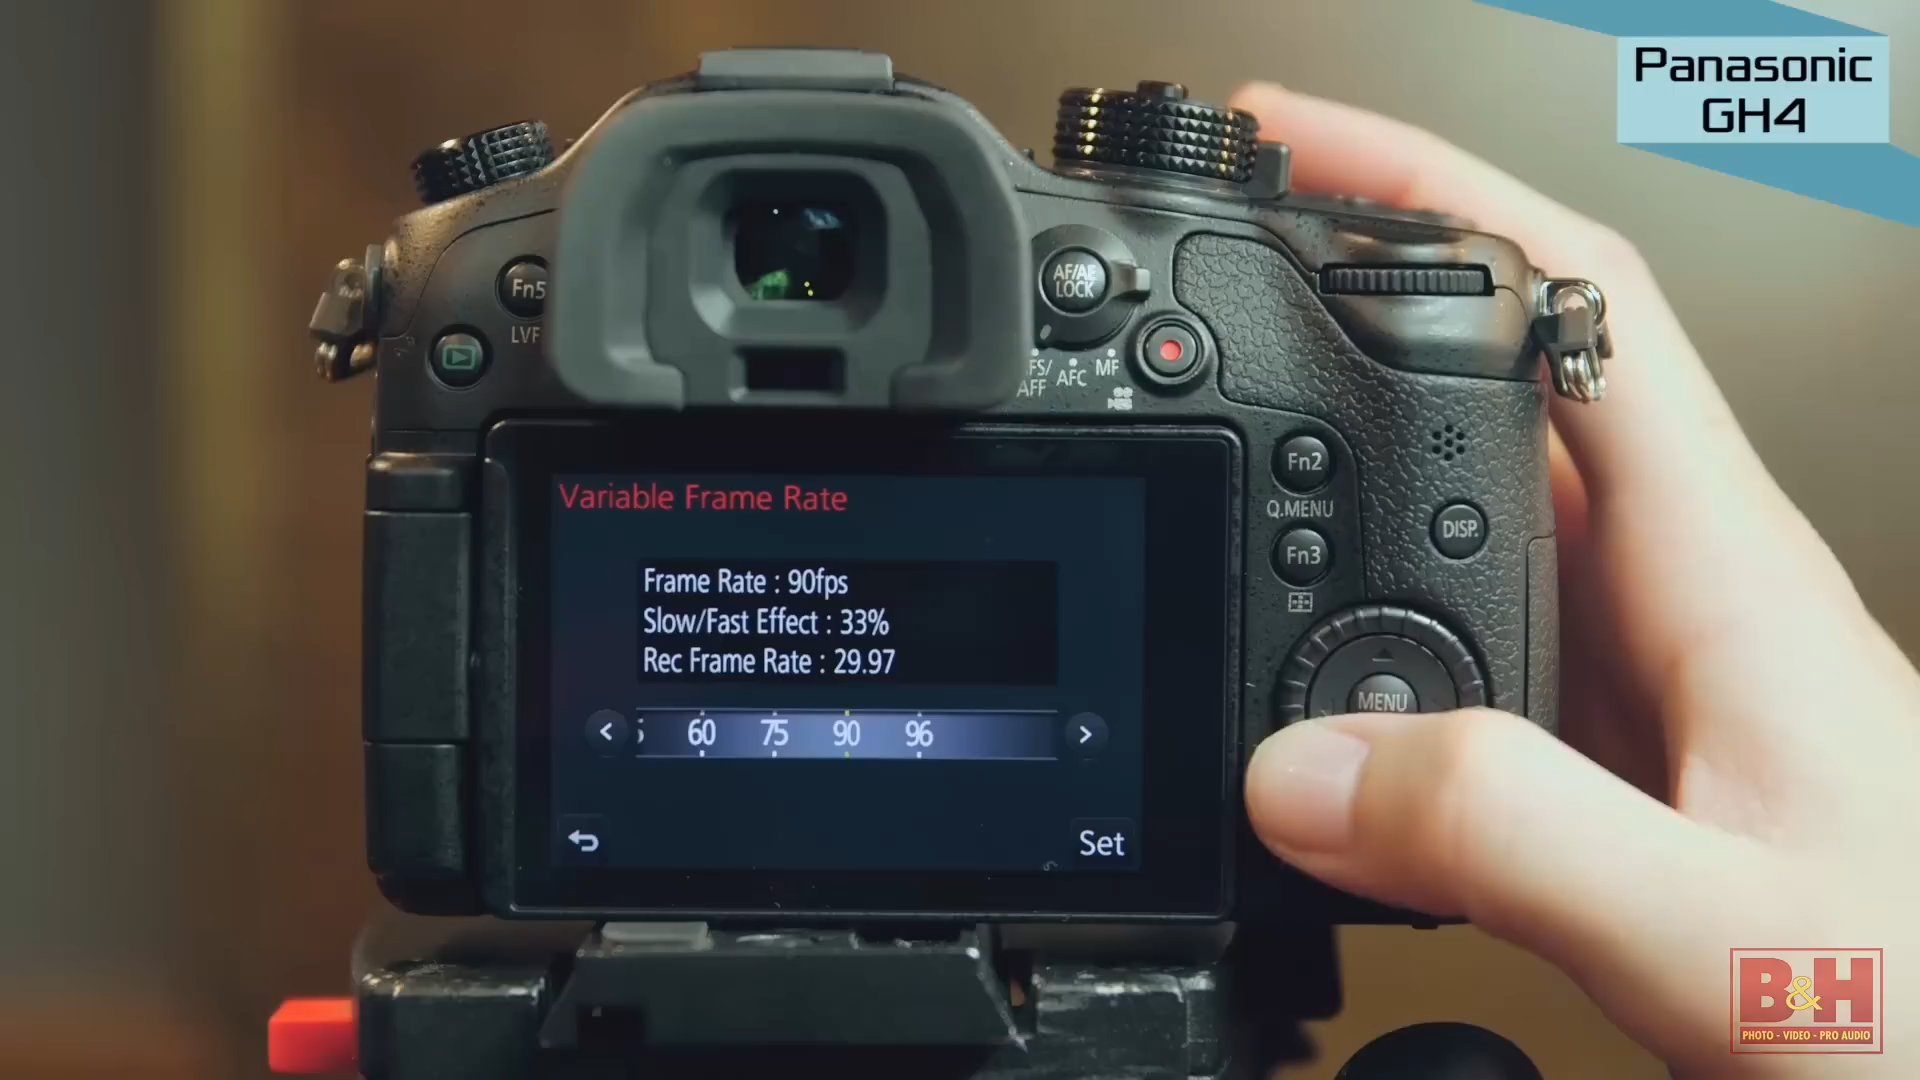 Panasonic
GH4
Fn5
LVF
AF/AE
LOCK
AFC
MF
AFF
Fn2
Q.MENU
Fn3
DISP.
MENU
Variable Frame Rate
Frame Rate : 90fps
Slow/Fast Effect : 33%
Rec Frame Rate : 29.97
< 60 75 90 96 >
Set
B&H
PHOTO - VIDEO - PRO AUDIO